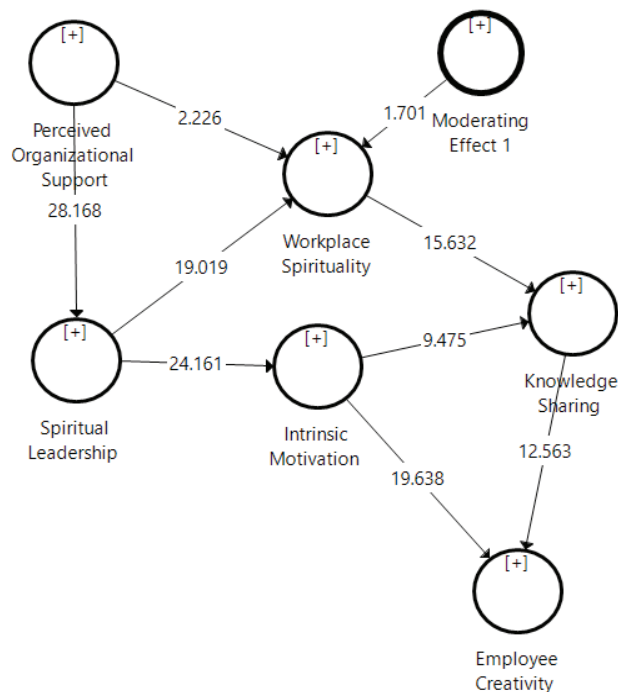 [+]
Perceived
Organizational
Support
[+]
Moderating
Effect 1
2.226
1.701
[+]
Workplace
Spirituality
28.168
19.019
15.632
[+]
Knowledge
Sharing
[+]
Spiritual
Leadership
24.161
[+]
Intrinsic
Motivation
9.475
19.638
12.563
[+]
Employee
Creativity